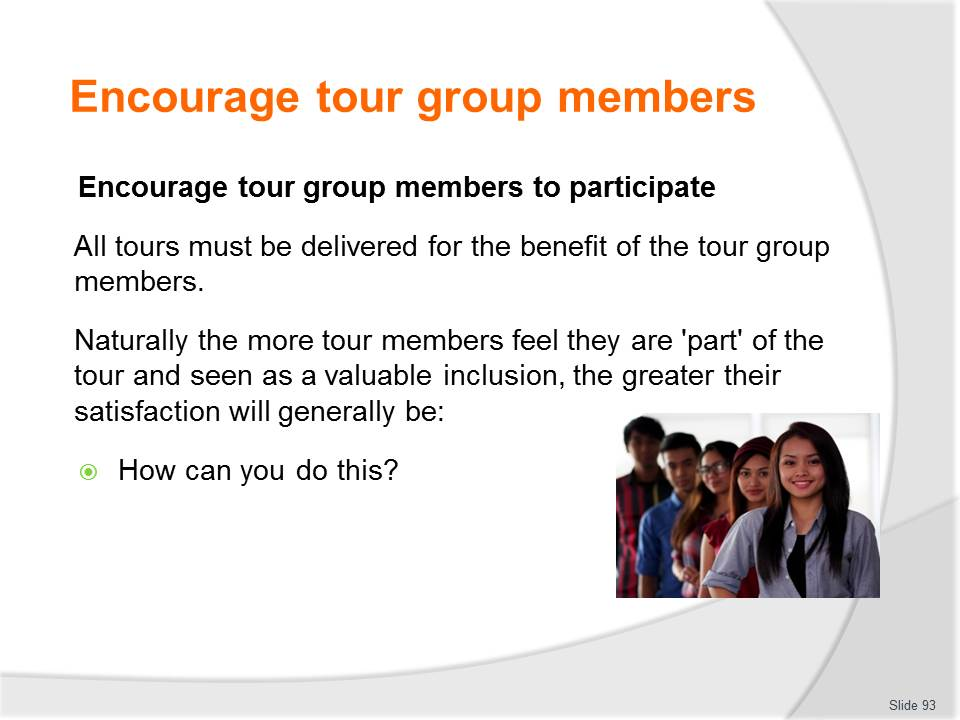 Encourage tour group members
Encourage tour group members to participate
All tours must be delivered for the benefit of the tour group
members.
Naturally the more tour members feel they are 'part' of the
tour and seen as a valuable inclusion, the greater their
satisfaction will generally be:
How can you do this?
Slide 93